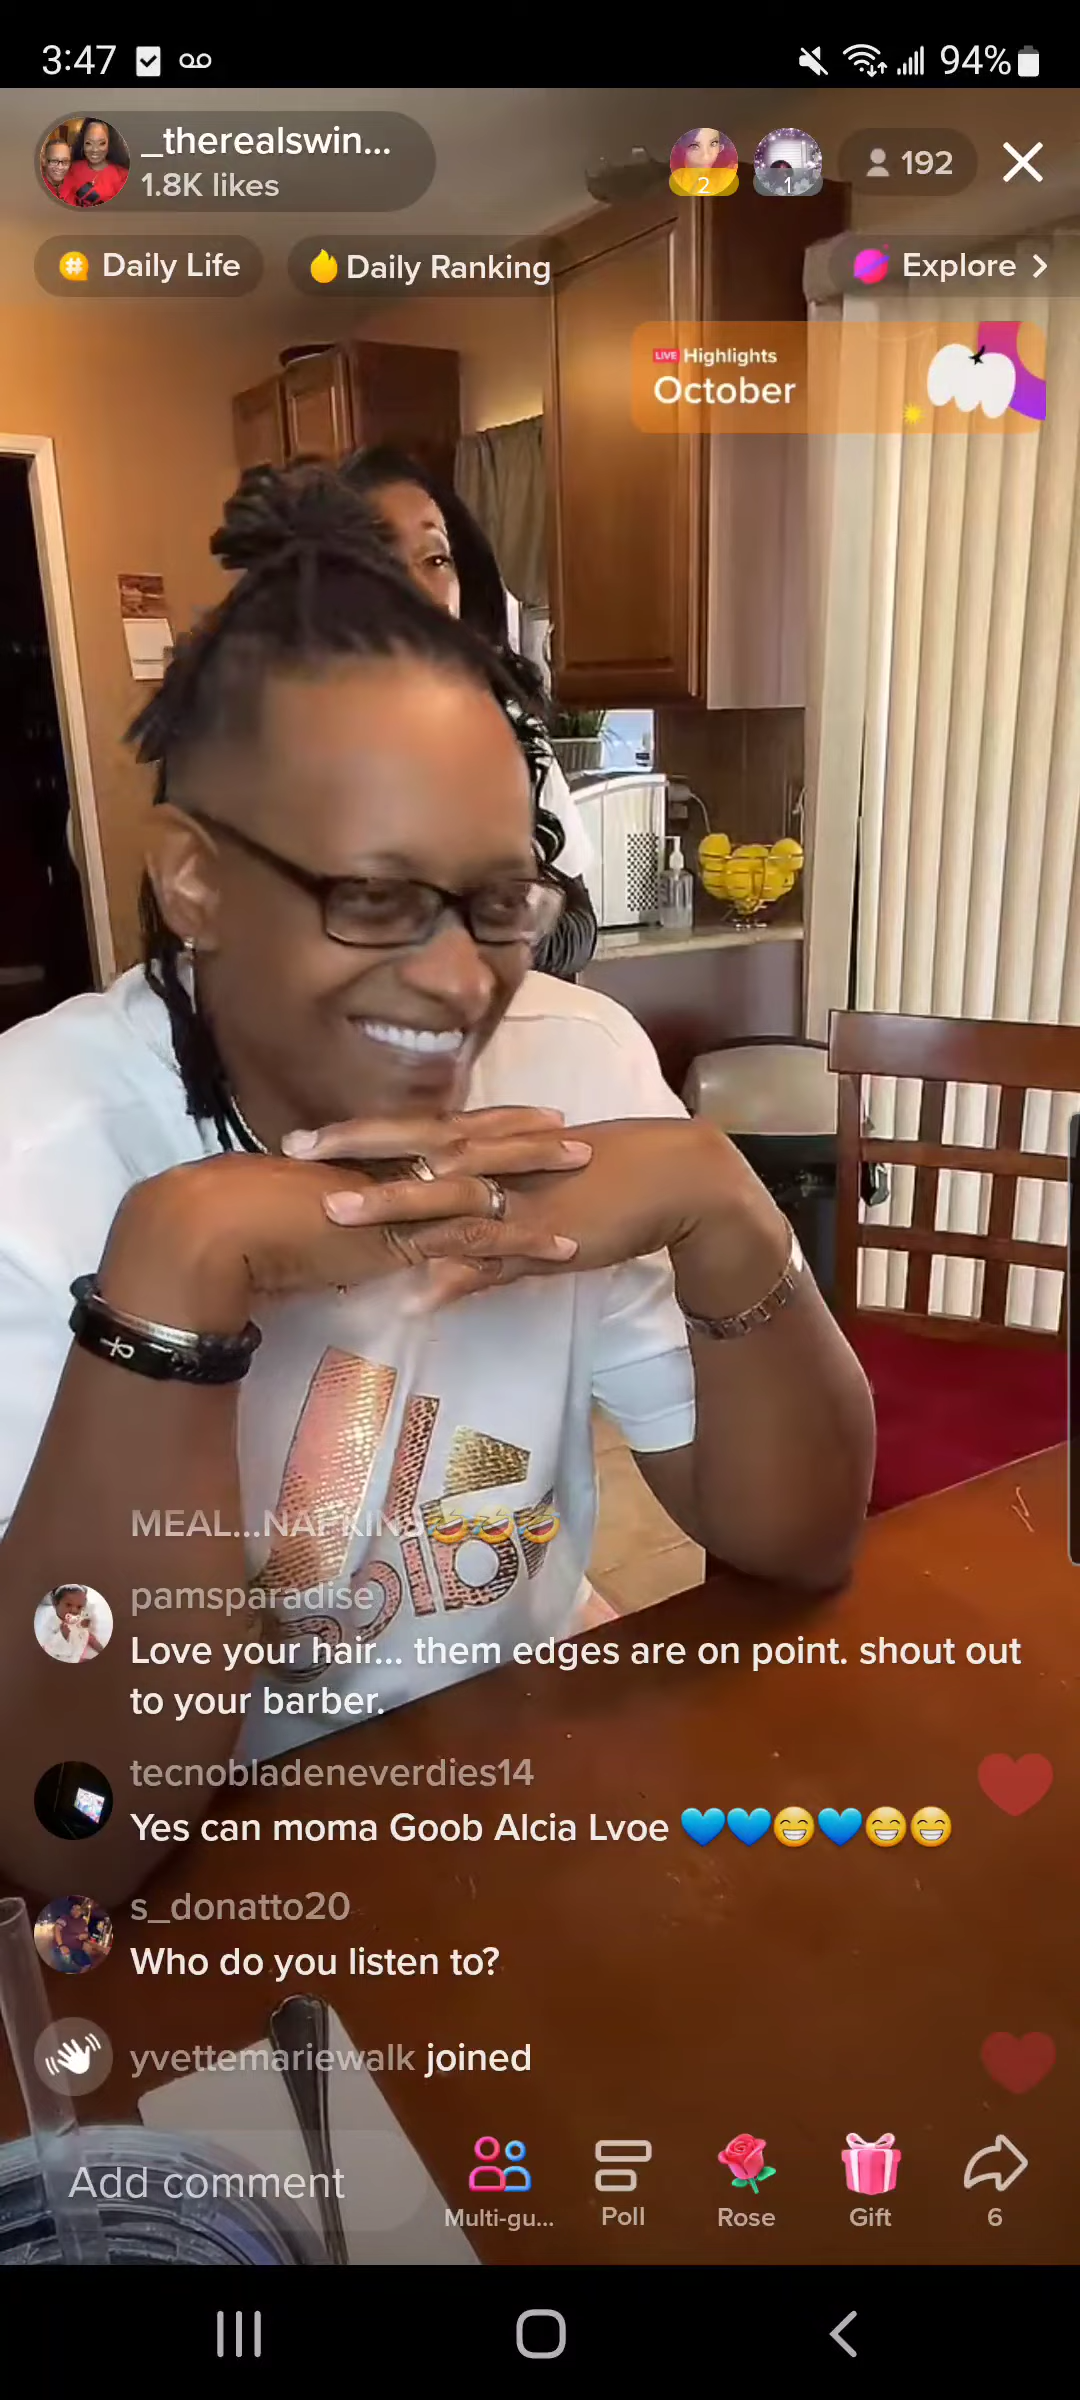 3:47
94%
_therealswin...
1.8K likes
2
1
192
Daily Life
Daily Ranking
Explore >
LIVE Highlights
October
adidas
MEAL...NAPKINS🤣🤣🤣
pamsparadise
Love your hair... them edges are on point. shout out
to your barber.
tecnobladeneverdies14
Yes can moma Goob Alcia Lvoe 💙💙😁💙😁😁
s_donatto20
Who do you listen to?
yvettemariewalk joined
Add comment
Multi-gu...
Poll
Rose
Gift
6